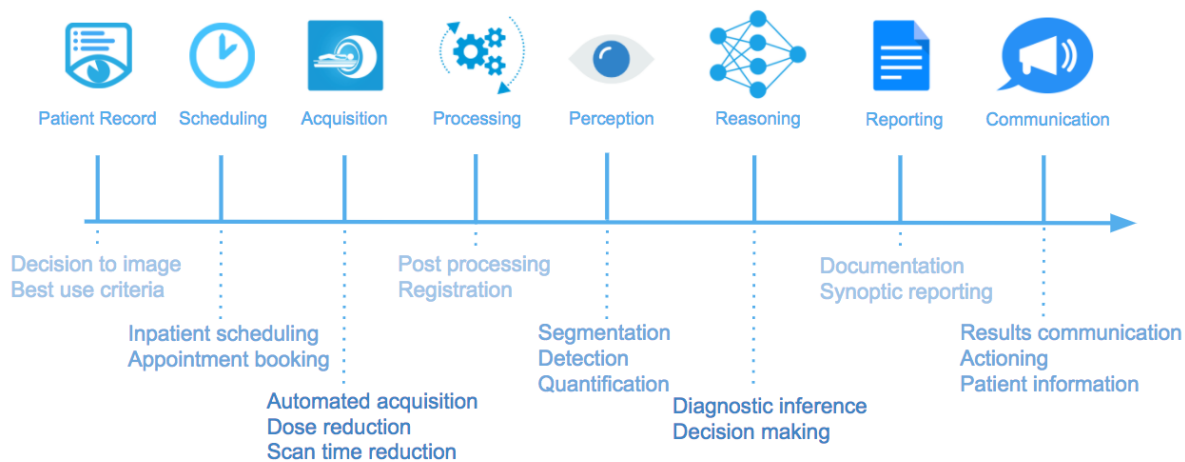 Patient Record
Scheduling
Acquisition
Processing
Perception
Reasoning
Reporting
Communication
Decision to image
Best use criteria
Inpatient scheduling
Appointment booking
Automated acquisition
Dose reduction
Scan time reduction
Post processing
Registration
Segmentation
Detection
Quantification
Diagnostic inference
Decision making
Documentation
Synoptic reporting
Results communication
Actioning
Patient information